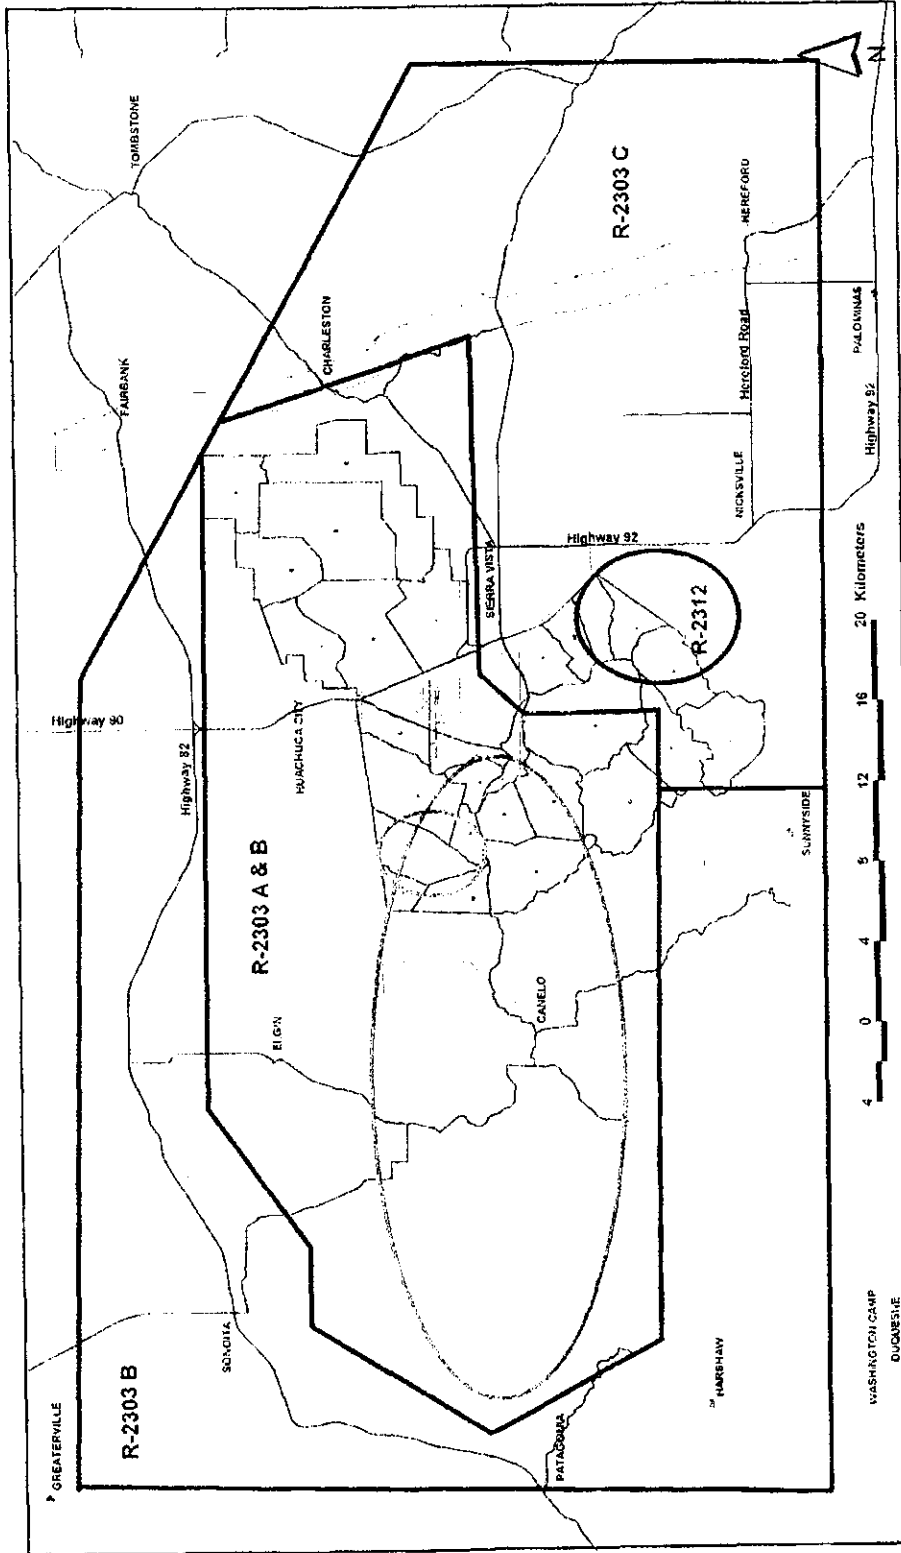 GREATERVILLE
R-2303 B
SONOITA
PATAGONIA
HARSHAW
WASHINGTON CAMP
DUQUESNE
ELGIN
CANELO
R-2303 A & B
Highway 90
Highway 82
HUACHUCA CITY
SUNNYSIDE
SIERRA VISTA
Highway 92
R-2312
NICKSVILLE
FAIRBANK
TOMBSTONE
CHARLESTON
R-2303 C
Hereford Road
HEREFORD
PALOMINAS
Highway 92
4 0 4 8 12 16 20 Kilometers
N